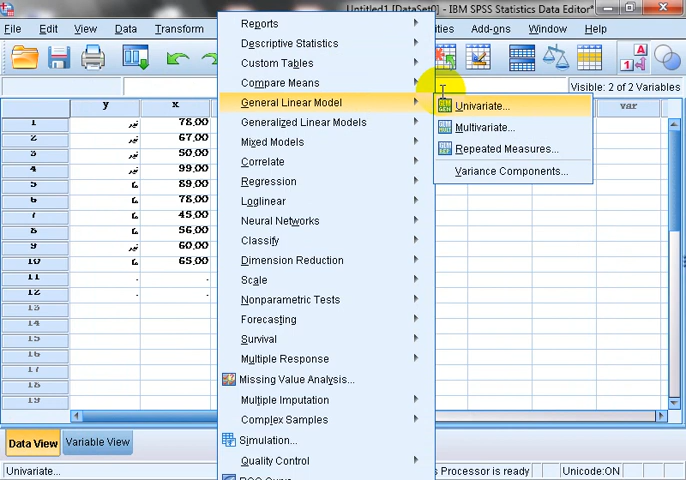 Untitled1 [DataSet0] - IBM SPSS Statistics Data Editor*
File Edit View Data Transform Add-ons Window Help
Visible: 2 of 2 Variables
y x var
1 78.00
2 67.00
3 50.00
4 99.00
5 89.00
6 78.00
7 45.00
8 56.00
9 60.00
10 65.00
11 . .
12 . .
13
14
15
16
17
18
19
Reports
Descriptive Statistics
Custom Tables
Compare Means
General Linear Model
Generalized Linear Models
Mixed Models
Correlate
Regression
Loglinear
Neural Networks
Classify
Dimension Reduction
Scale
Nonparametric Tests
Forecasting
Survival
Multiple Response
Missing Value Analysis...
Multiple Imputation
Complex Samples
Simulation...
Quality Control
Univariate...
Multivariate...
Repeated Measures...
Variance Components...
Data View Variable View
Univariate... Processor is ready Unicode:ON